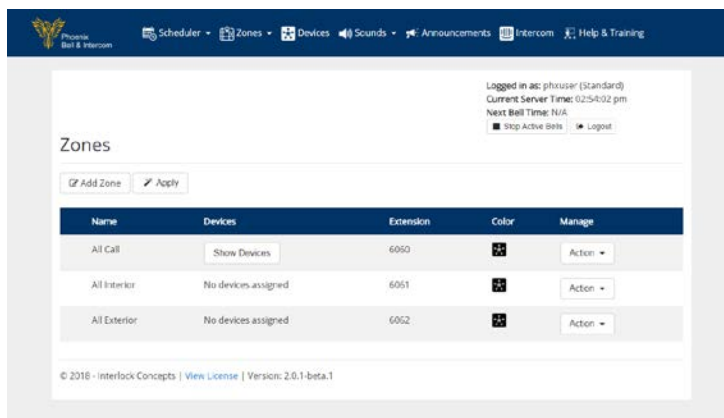 Phoenix
Bell & Intercom
Scheduler Zones Devices Sounds Announcements Intercom Help & Training
Logged in as: phxuser (Standard)
Current Server Time: 02:54:02 pm
Next Bell Time: N/A
Stop Active Bells Logout
Zones
Add Zone Apply
Name Devices Extension Color Manage
All Call Show Devices 6060 Action
All Interior No devices assigned 6061 Action
All Exterior No devices assigned 6062 Action
© 2018 - Interlock Concepts | View License | Version: 2.0.1-beta.1